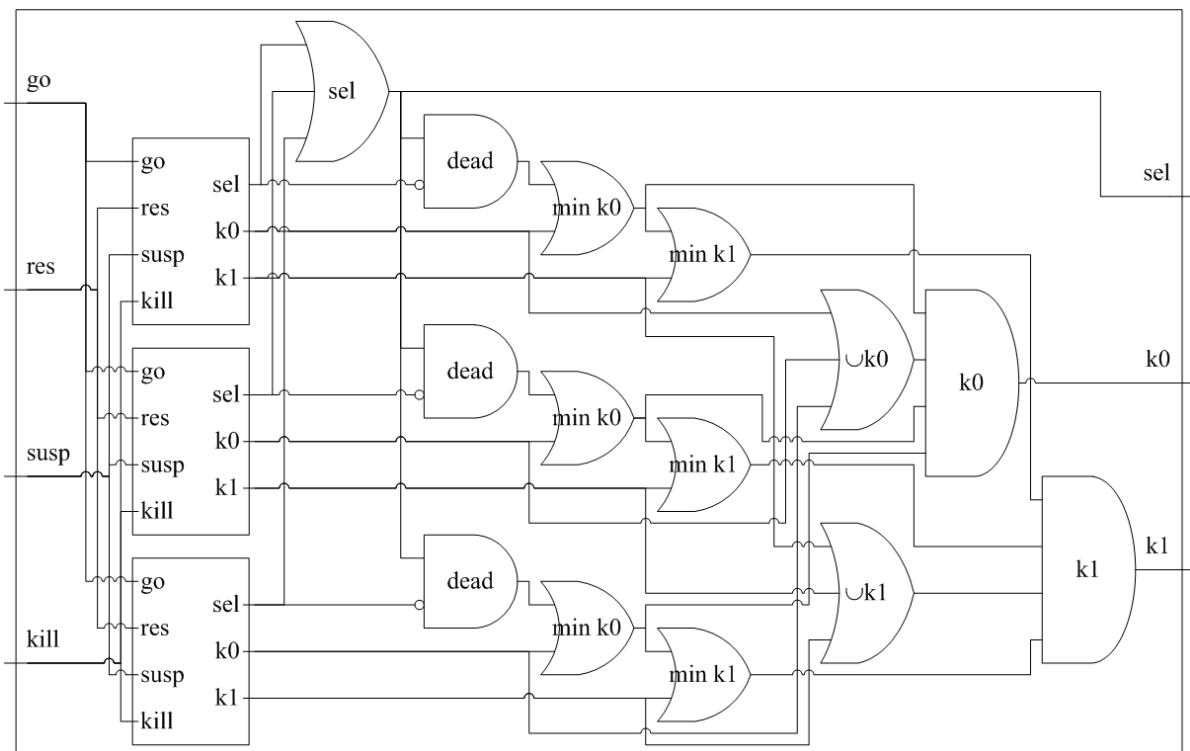 go
res
susp
kill
go
res
susp
kill
sel
k0
k1
go
res
susp
kill
sel
k0
k1
go
res
susp
kill
sel
k0
k1
sel
dead
min k0
min k1
dead
min k0
min k1
dead
min k0
min k1
∪k0
∪k1
k0
k1
sel
k0
k1